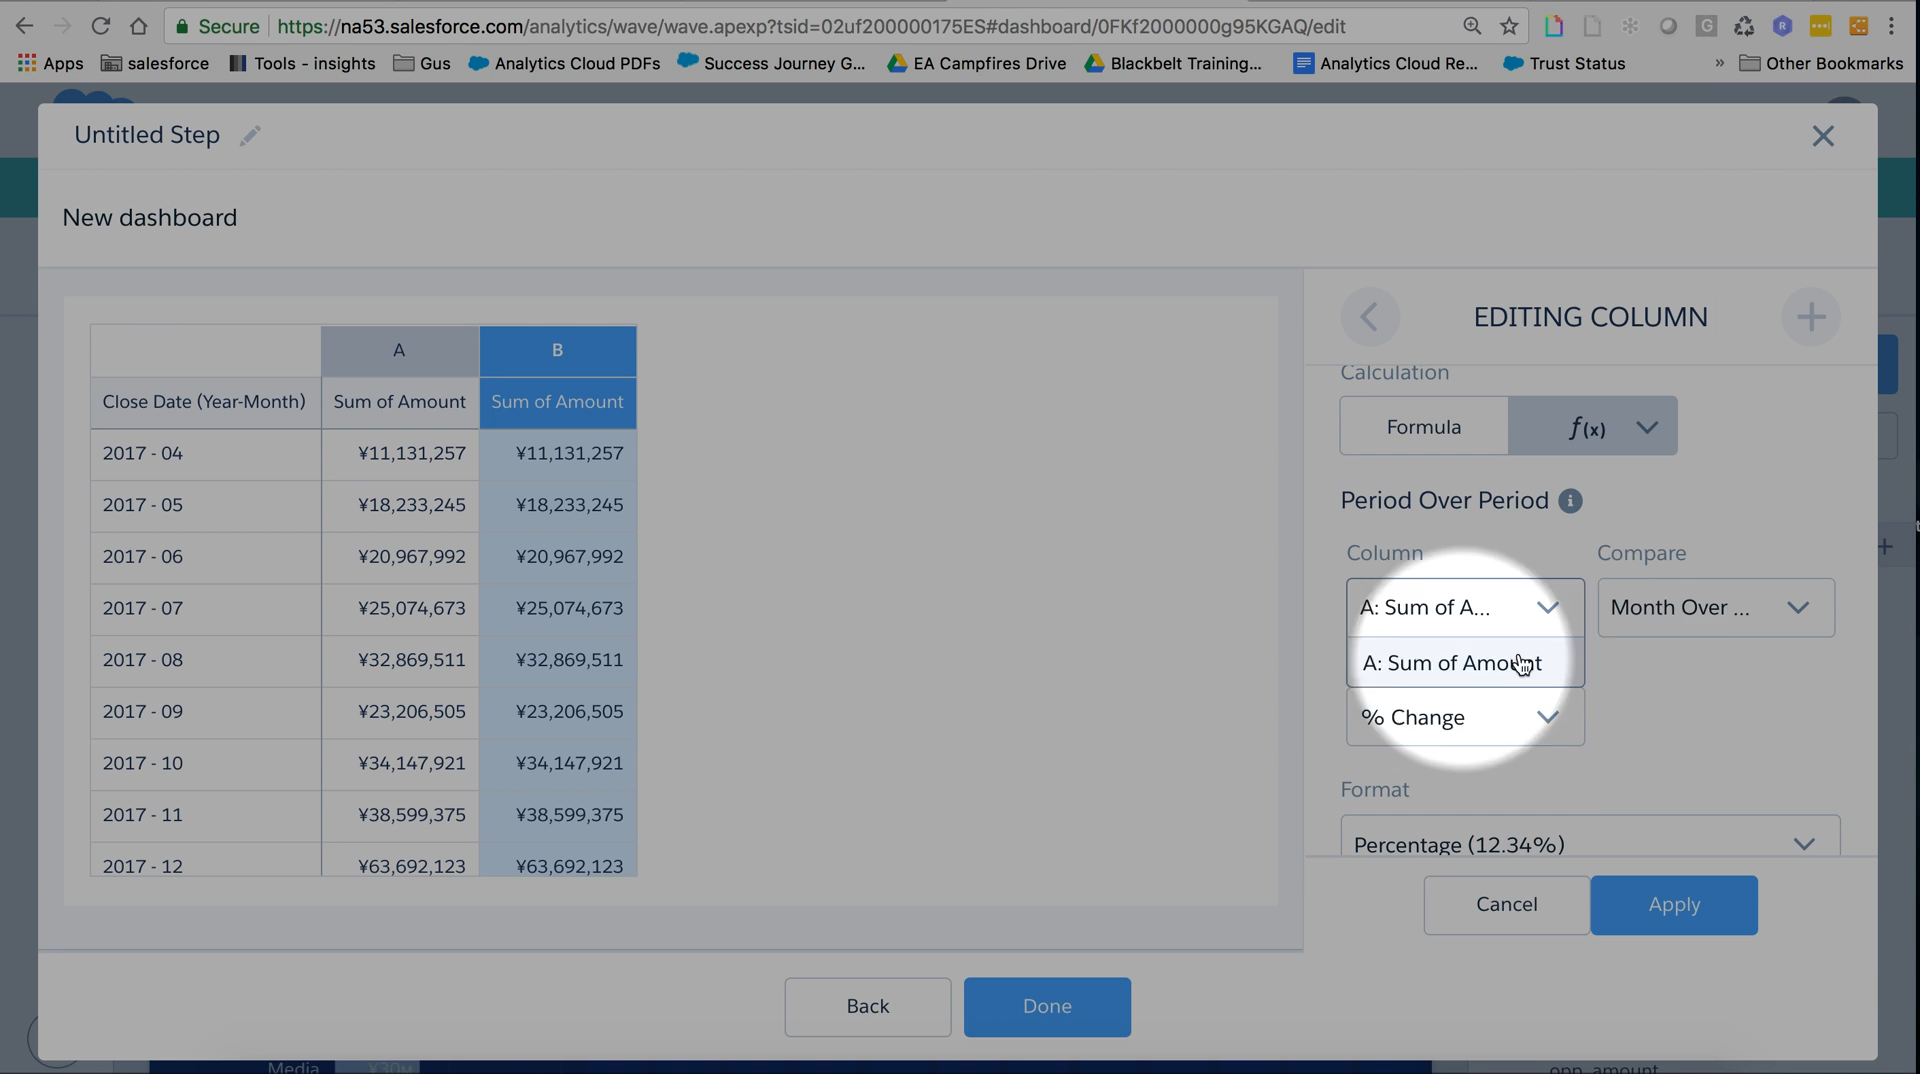 Secure https://na53.salesforce.com/analytics/wave/wave.apexp?tsid=02uf200000175ES#dashboard/0FKf2000000g95KGAQ/edit
Apps salesforce Tools - insights Gus Analytics Cloud PDFs Success Journey G... EA Campfires Drive Blackbelt Training... Analytics Cloud Re... Trust Status » Other Bookmarks
Untitled Step
New dashboard
EDITING COLUMN
A B
Close Date (Year-Month) Sum of Amount Sum of Amount
2017 - 04 ¥11,131,257 ¥11,131,257
2017 - 05 ¥18,233,245 ¥18,233,245
2017 - 06 ¥20,967,992 ¥20,967,992
2017 - 07 ¥25,074,673 ¥25,074,673
2017 - 08 ¥32,869,511 ¥32,869,511
2017 - 09 ¥23,206,505 ¥23,206,505
2017 - 10 ¥34,147,921 ¥34,147,921
2017 - 11 ¥38,599,375 ¥38,599,375
2017 - 12 ¥63,692,123 ¥63,692,123
Calculation
Formula f(x)
Period Over Period
Column Compare
A: Sum of A... Month Over ...
A: Sum of Amount
% Change
Format
Percentage (12.34%)
Cancel Apply
Back Done
Media ¥30M opp_amount